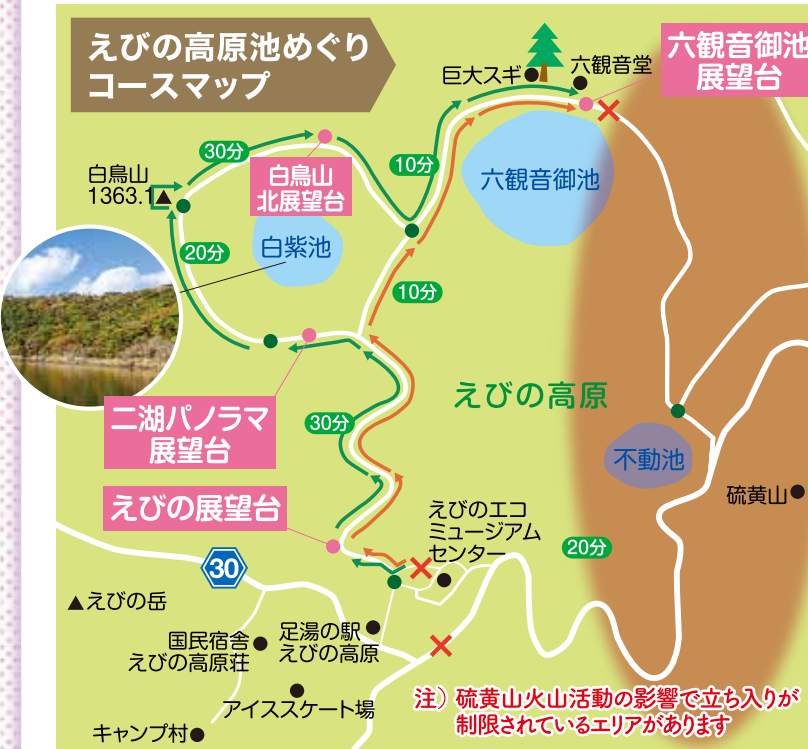 えびの高原池めぐり
コースマップ
巨大スギ
六観音堂
六観音御池
展望台
30分
10分
白鳥山
1363.1▲
白鳥山
北展望台
六観音御池
20分
白紫池
10分
えびの高原
二湖パノラマ
展望台
30分
不動池
えびの展望台
硫黄山
えびのエコ
ミュージアム
センター
20分
30
▲えびの岳
国民宿舎
えびの高原荘
足湯の駅
えびの高原
アイススケート場
キャンプ村
注）硫黄山火山活動の影響で立ち入りが
制限されているエリアがあります